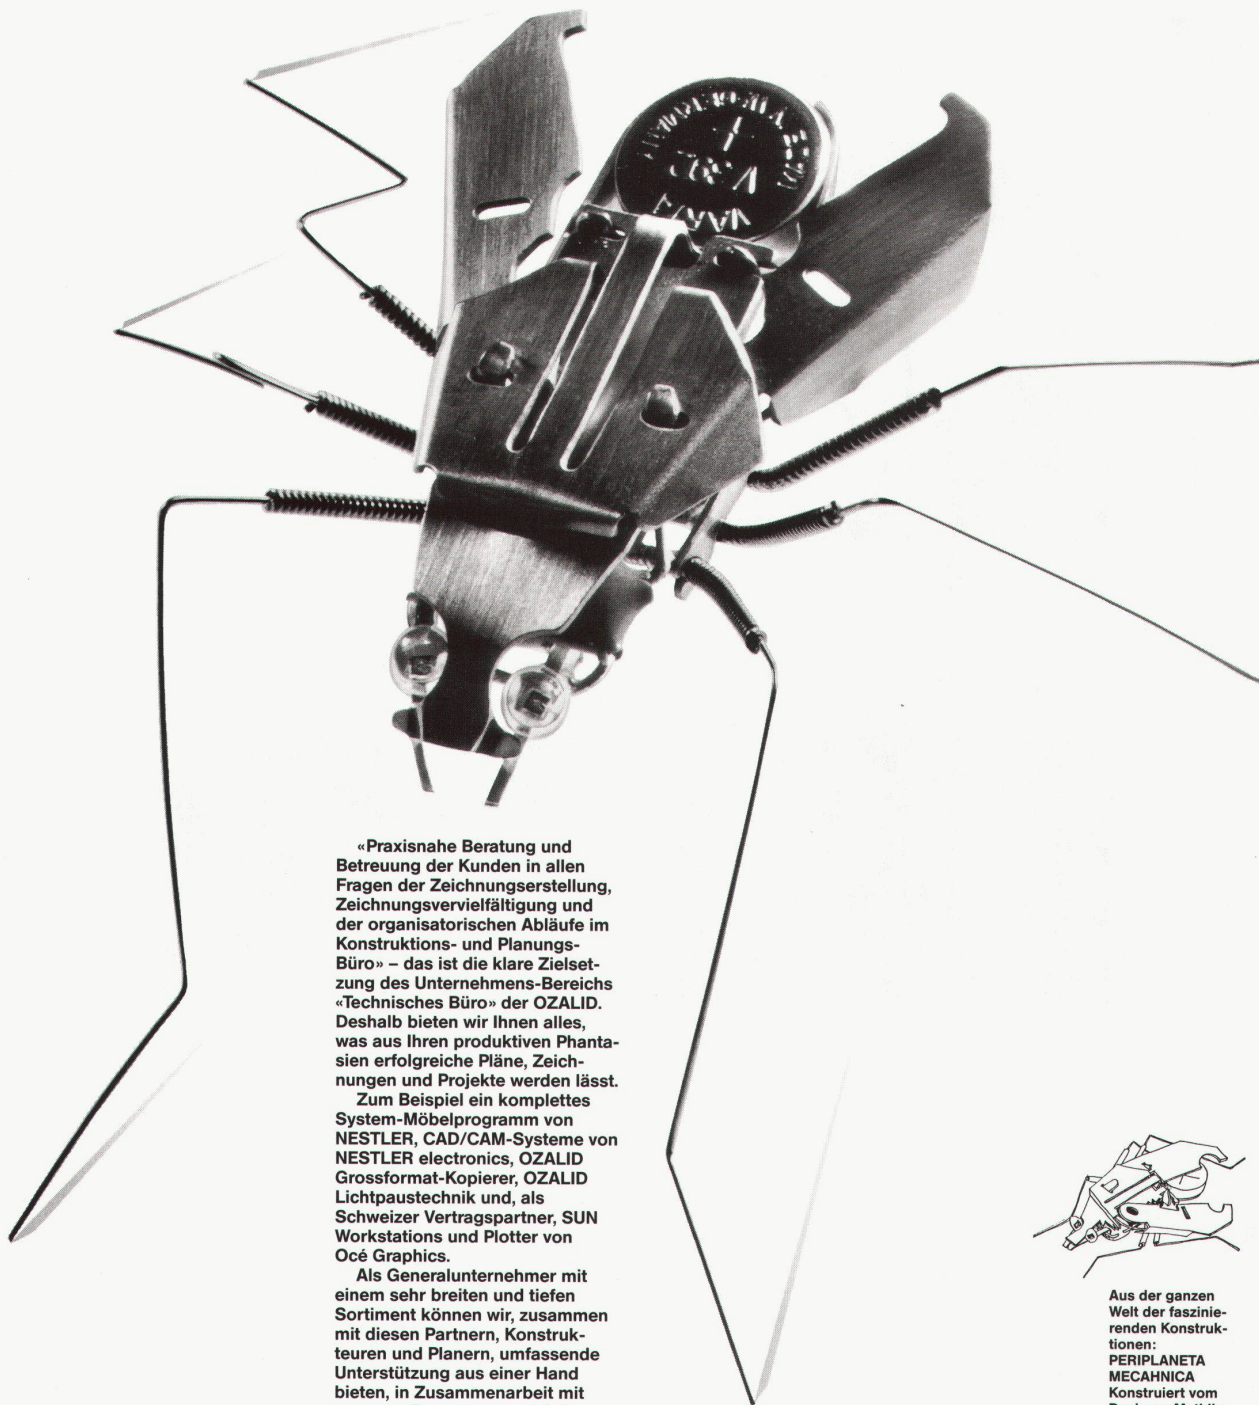 «Praxisnahe Beratung und
Betreuung der Kunden in allen
Fragen der Zeichnungserstellung,
Zeichnungsvervielfältigung und
der organisatorischen Abläufe im
Konstruktions- und Planungs-
Büro» – das ist die klare Zielset-
zung des Unternehmens-Bereichs
«Technisches Büro» der OZALID.
Deshalb bieten wir Ihnen alles,
was aus Ihren produktiven Phanta-
sien erfolgreiche Pläne, Zeich-
nungen und Projekte werden lässt.
Zum Beispiel ein komplettes
System-Möbelprogramm von
NESTLER, CAD/CAM-Systeme von
NESTLER electronics, OZALID
Grossformat-Kopierer, OZALID
Lichtpaustechnik und, als
Schweizer Vertragspartner, SUN
Workstations und Plotter von
Océ Graphics.
Als Generalunternehmer mit
einem sehr breiten und tiefen
Sortiment können wir, zusammen
mit diesen Partnern, Konstruk-
teuren und Planern, umfassende
Unterstützung aus einer Hand
bieten, in Zusammenarbeit mit
Aus der ganzen
Welt der faszinie-
renden Konstruk-
tionen:
PERIPLANETA
MECAHNICA
Konstruiert vom